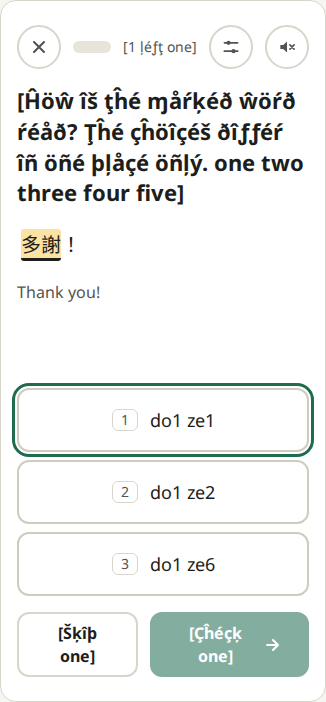 [1 ļéƒţ one]
[Ĥöŵ îš ţĥé ɱåŕķéð ŵöŕð
ŕéåð? Ţĥé çĥöîçéš ðîƒƒéŕ
îñ öñé þļåçé öñļý. one two
three four five]
多謝！
Thank you!
1 do1 ze1
2 do1 ze2
3 do1 ze6
[Šķîþ
one]
[Çĥéçķ
one]